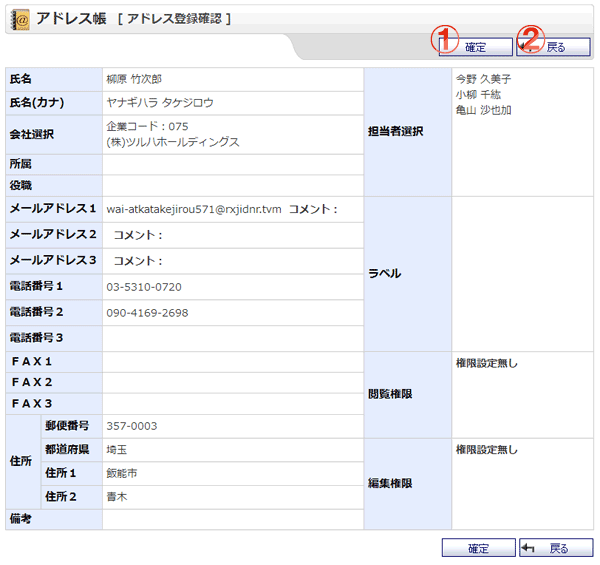 アドレス帳 [ アドレス登録確認 ]
① 確定 ② 戻る
氏名 柳原 竹次郎
氏名(カナ) ヤナギハラ タケジロウ
会社選択 企業コード：075
(株)ツルハホールディングス
所属
役職
担当者選択 今野 久美子
小柳 千紘
亀山 沙也加
メールアドレス１ wai-atkatakejirou571@rxjidnr.tvm コメント：
メールアドレス２ コメント：
メールアドレス３ コメント：
電話番号１ 03-5310-0720
電話番号２ 090-4169-2698
電話番号３
ラベル
ＦＡＸ１
ＦＡＸ２
ＦＡＸ３
閲覧権限 権限設定無し
住所 郵便番号 357-0003
都道府県 埼玉
住所１ 飯能市
住所２ 青木
備考
編集権限 権限設定無し
確定 戻る